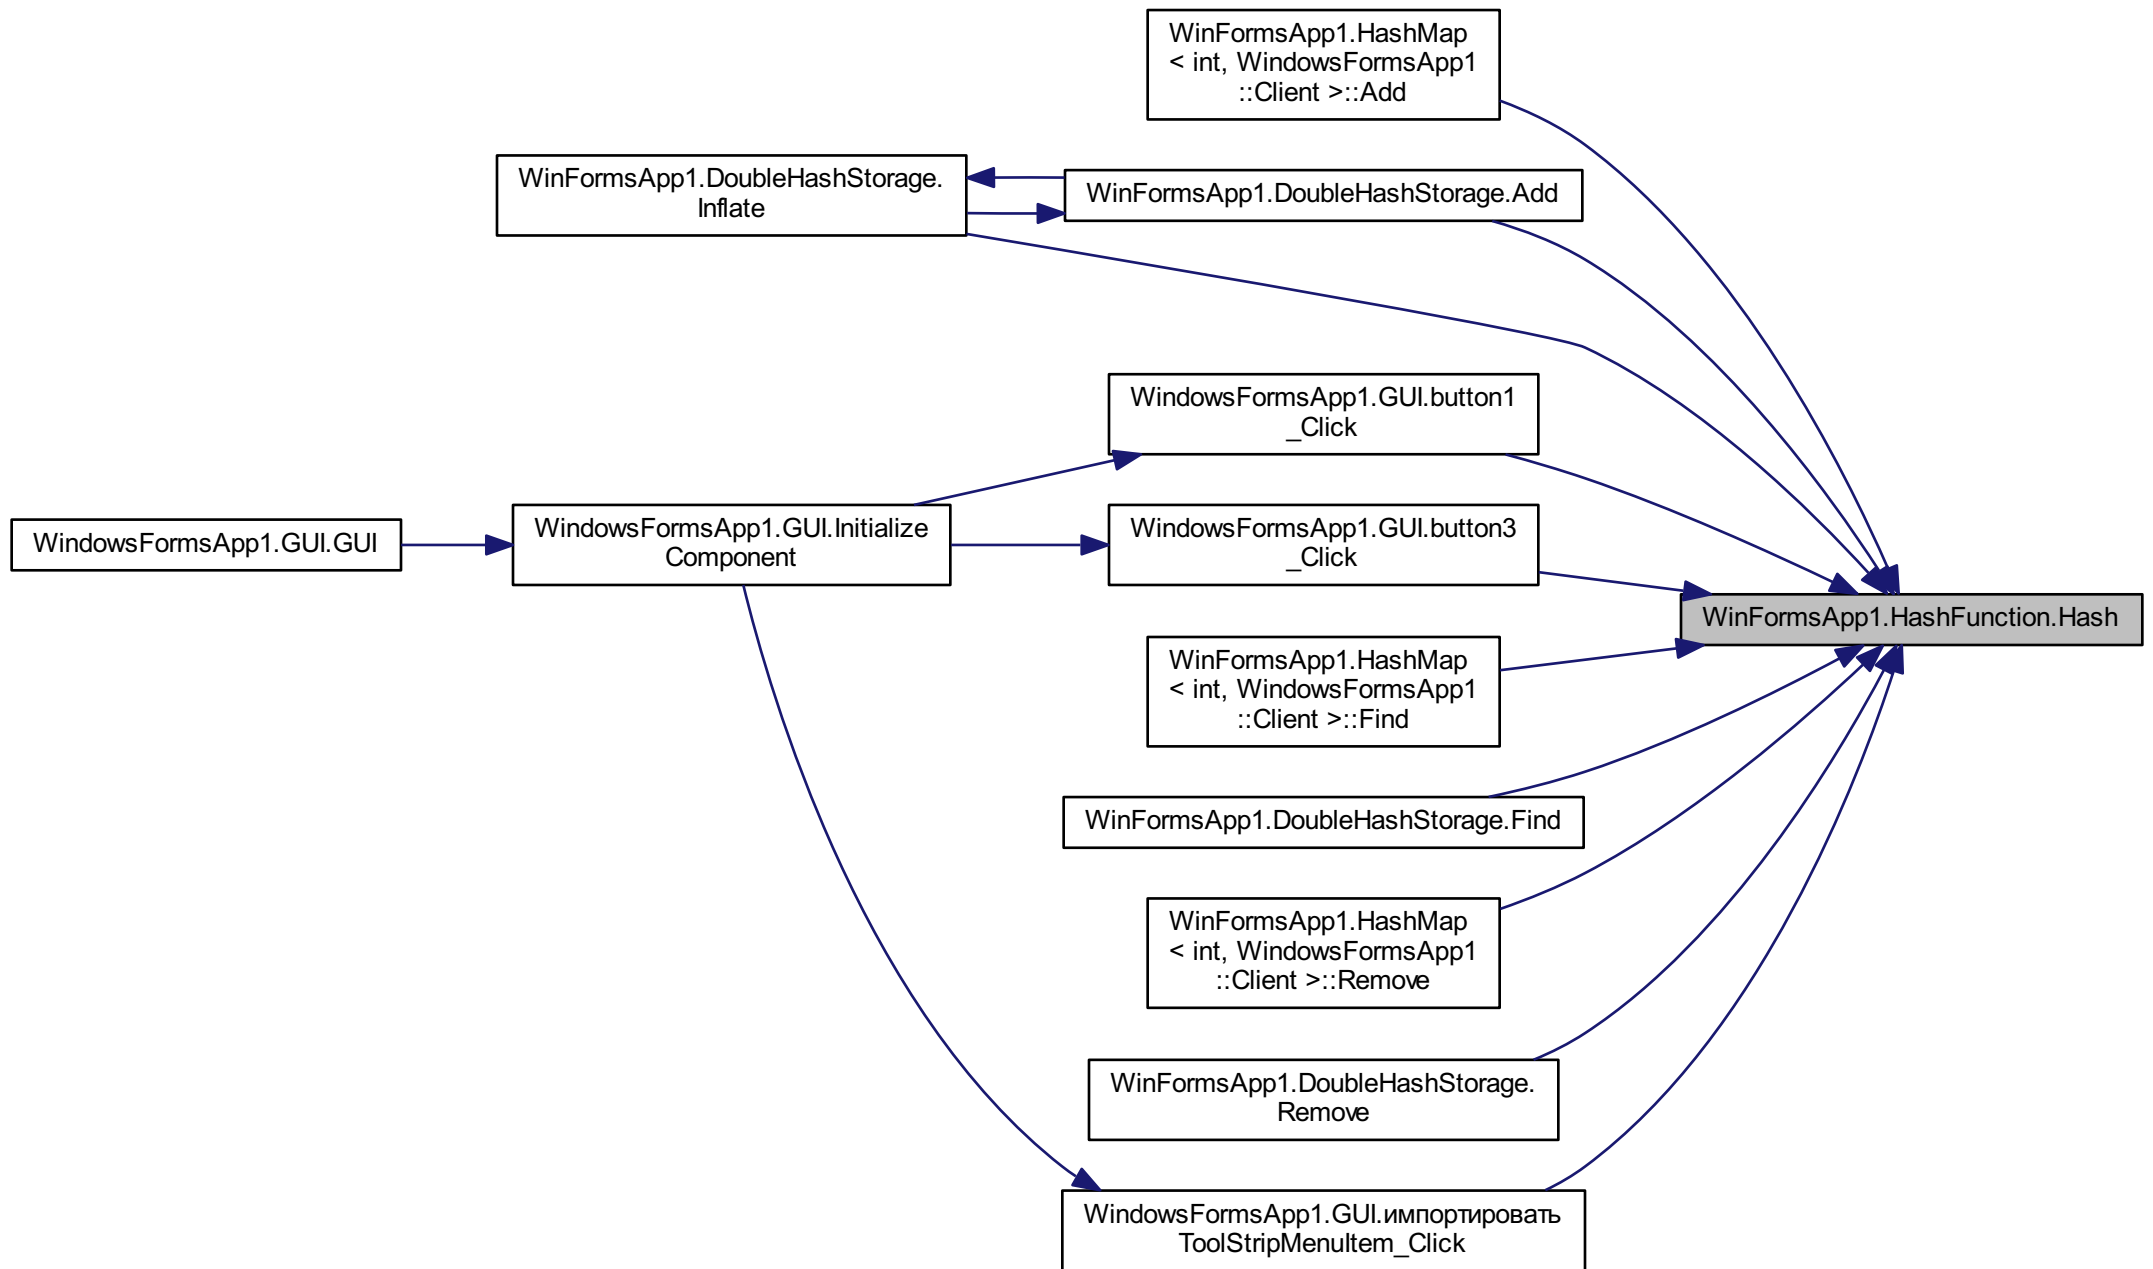 WinFormsApp1.HashMap
< int, WindowsFormsApp1
::Client >::Add
WinFormsApp1.DoubleHashStorage.
Inflate
WinFormsApp1.DoubleHashStorage.Add
WindowsFormsApp1.GUI.button1
_Click
WindowsFormsApp1.GUI.GUI
WindowsFormsApp1.GUI.Initialize
Component
WindowsFormsApp1.GUI.button3
_Click
WinFormsApp1.HashFunction.Hash
WinFormsApp1.HashMap
< int, WindowsFormsApp1
::Client >::Find
WinFormsApp1.DoubleHashStorage.Find
WinFormsApp1.HashMap
< int, WindowsFormsApp1
::Client >::Remove
WinFormsApp1.DoubleHashStorage.
Remove
WindowsFormsApp1.GUI.импортировать
ToolStripMenuItem_Click